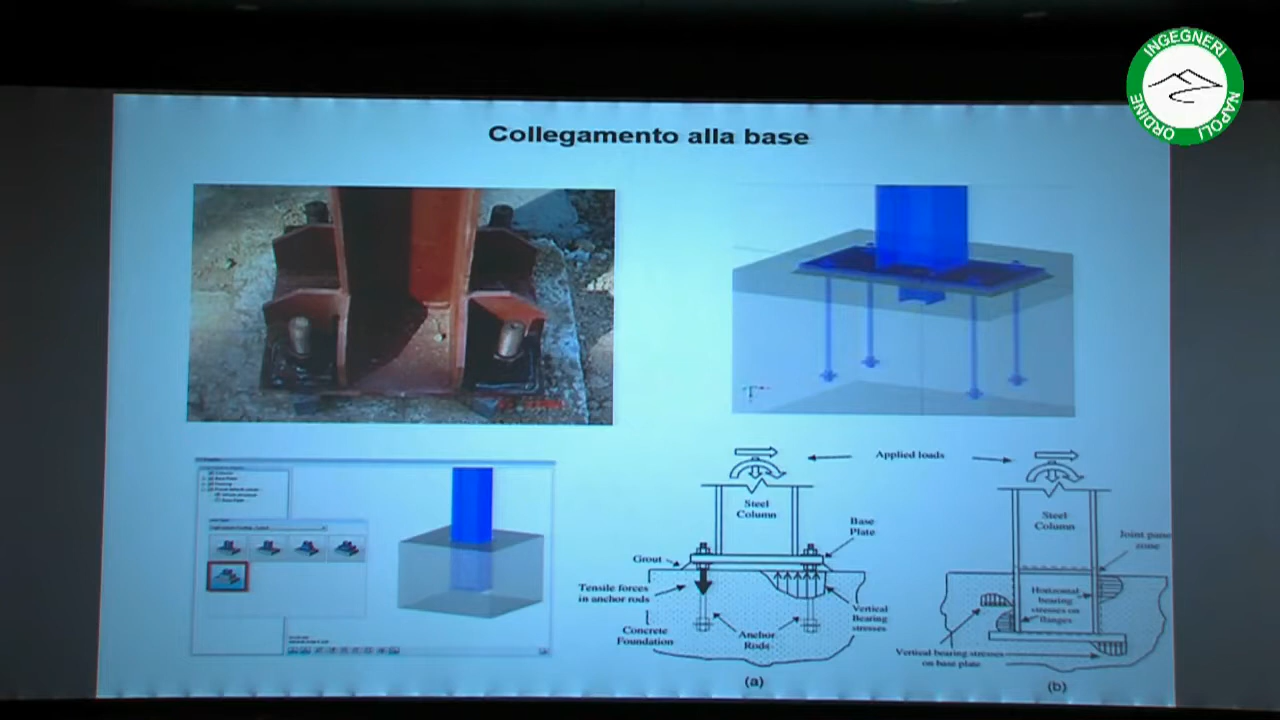 INGEGNERI
NAPOLI
ORDINE
Collegamento alla base
Applied loads
Steel
Column
Base
Plate
Grout
Tensile forces
in anchor rods
Vertical
Bearing
stresses
Concrete
Foundation
Anchor
Rods
(a)
Steel
Column
Joint pane
zone
Horizontal
bearing
stresses on
flanges
Vertical bearing stresses
on base plate
(b)